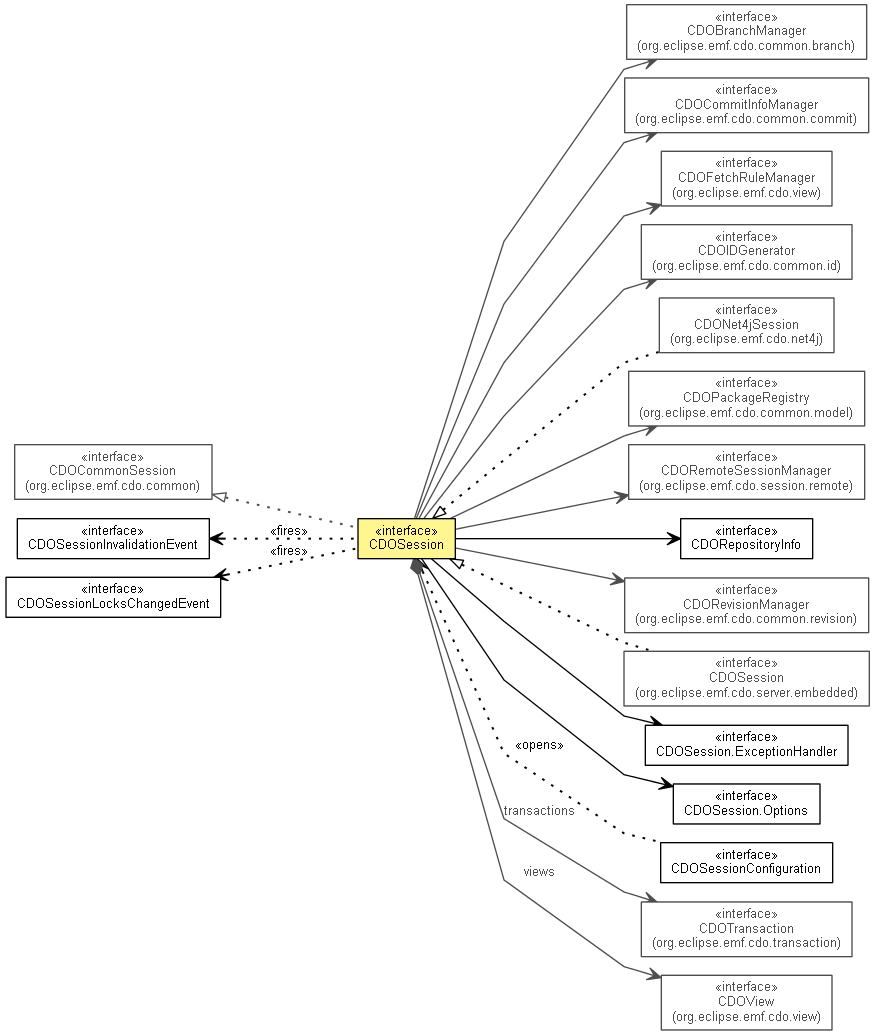 «interface»
CDOBranchManager
(org.eclipse.emf.cdo.common.branch)
«interface»
CDOCommitInfoManager
(org.eclipse.emf.cdo.common.commit)
«interface»
CDOFetchRuleManager
(org.eclipse.emf.cdo.view)
«interface»
CDOIDGenerator
(org.eclipse.emf.cdo.common.id)
«interface»
CDONet4jSession
(org.eclipse.emf.cdo.net4j)
«interface»
CDOPackageRegistry
(org.eclipse.emf.cdo.common.model)
«interface»
CDOCommonSession
(org.eclipse.emf.cdo.common)
«interface»
CDORemoteSessionManager
(org.eclipse.emf.cdo.session.remote)
«interface»
CDOSessionInvalidationEvent
«fires»
«fires»
«interface»
CDOSession
«interface»
CDORepositoryInfo
«interface»
CDOSessionLocksChangedEvent
«interface»
CDORevisionManager
(org.eclipse.emf.cdo.common.revision)
«interface»
CDOSession
(org.eclipse.emf.cdo.server.embedded)
«interface»
CDOSession.ExceptionHandler
«opens»
«interface»
CDOSession.Options
transactions
«interface»
CDOSessionConfiguration
views
«interface»
CDOTransaction
(org.eclipse.emf.cdo.transaction)
«interface»
CDOView
(org.eclipse.emf.cdo.view)